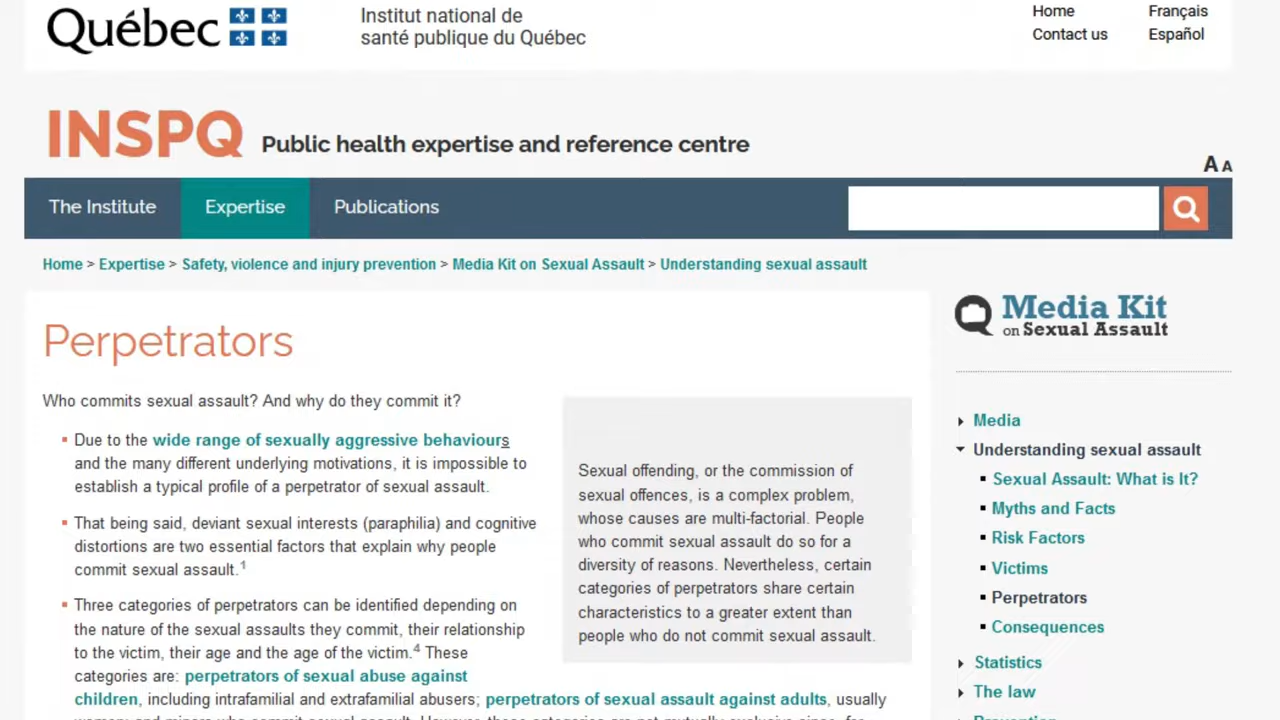 Québec
Institut national de
santé publique du Québec
Home
Français
Contact us
Español
INSPQ Public health expertise and reference centre
A A
The Institute
Expertise
Publications
Home > Expertise > Safety, violence and injury prevention > Media Kit on Sexual Assault > Understanding sexual assault
Perpetrators
Who commits sexual assault? And why do they commit it?
Due to the wide range of sexually aggressive behaviours
and the many different underlying motivations, it is impossible to
establish a typical profile of a perpetrator of sexual assault.
That being said, deviant sexual interests (paraphilia) and cognitive
distortions are two essential factors that explain why people
commit sexual assault.1
Three categories of perpetrators can be identified depending on
the nature of the sexual assaults they commit, their relationship
to the victim, their age and the age of the victim.4 These
categories are: perpetrators of sexual abuse against
children, including intrafamilial and extrafamilial abusers; perpetrators of sexual assault against adults, usually
Sexual offending, or the commission of
sexual offences, is a complex problem,
whose causes are multi-factorial. People
who commit sexual assault do so for a
diversity of reasons. Nevertheless, certain
categories of perpetrators share certain
characteristics to a greater extent than
people who do not commit sexual assault.
Media Kit
on Sexual Assault
Media
Understanding sexual assault
Sexual Assault: What is It?
Myths and Facts
Risk Factors
Victims
Perpetrators
Consequences
Statistics
The law